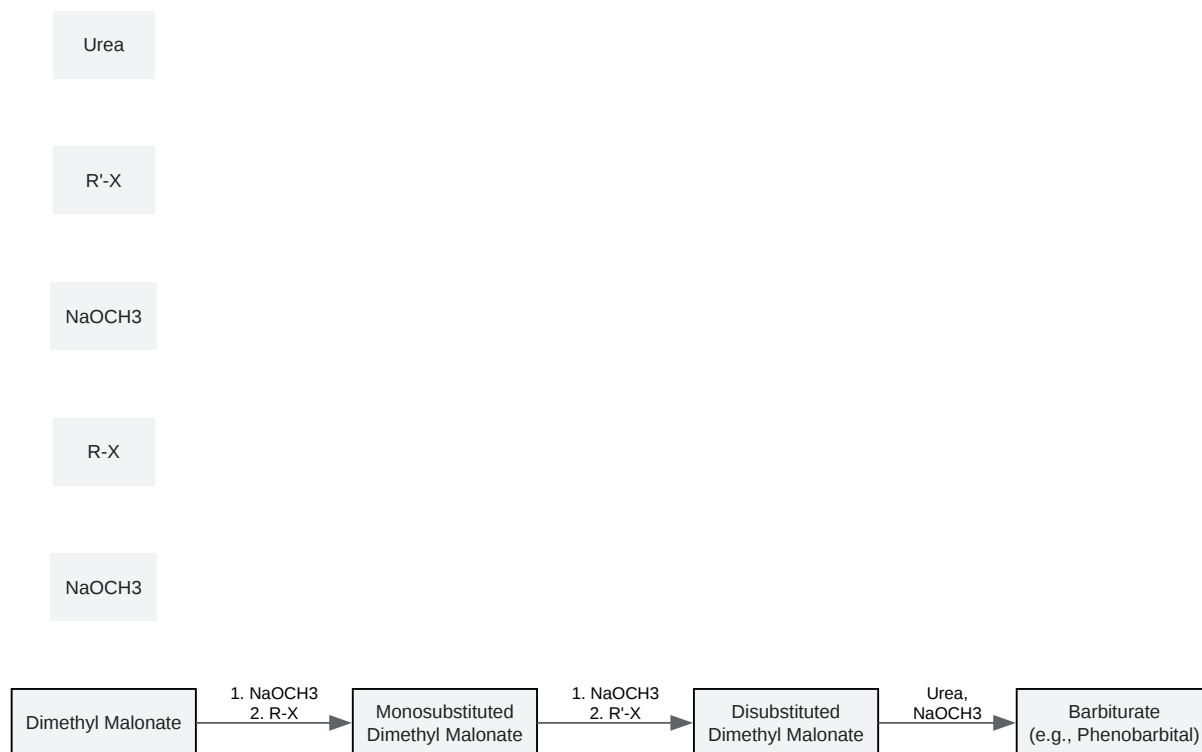 Urea
R'-X
NaOCH3
R-X
NaOCH3
Dimethyl Malonate
1. NaOCH3
2. R-X
Monosubstituted
Dimethyl Malonate
1. NaOCH3
2. R'-X
Disubstituted
Dimethyl Malonate
Urea,
NaOCH3
Barbiturate
(e.g., Phenobarbital)